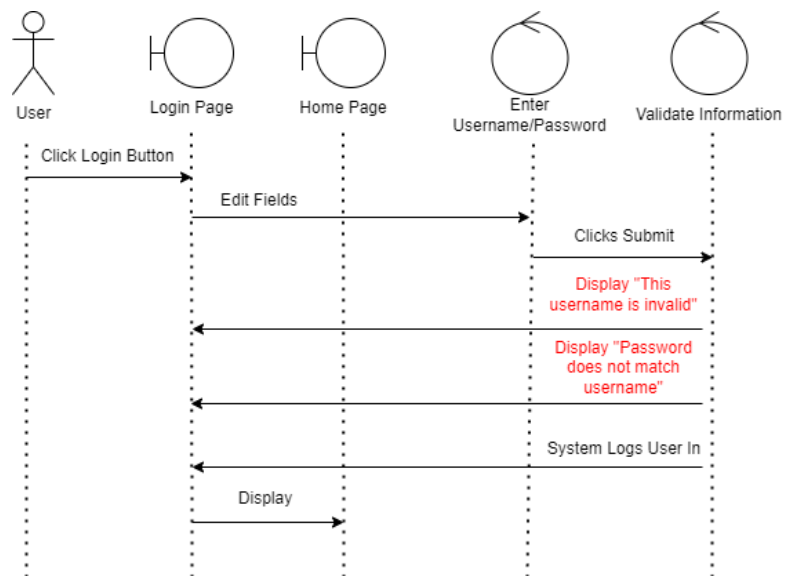 User
Login Page
Home Page
Enter
Username/Password
Validate Information
Click Login Button
Edit Fields
Clicks Submit
Display "This
username is invalid"
Display "Password
does not match
username"
System Logs User In
Display